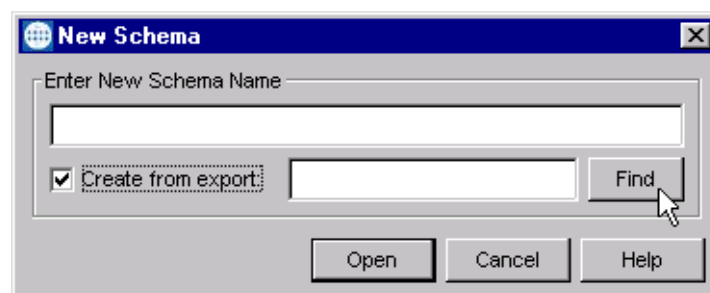 New Schema
Enter New Schema Name
Create from export: Find
Open Cancel Help